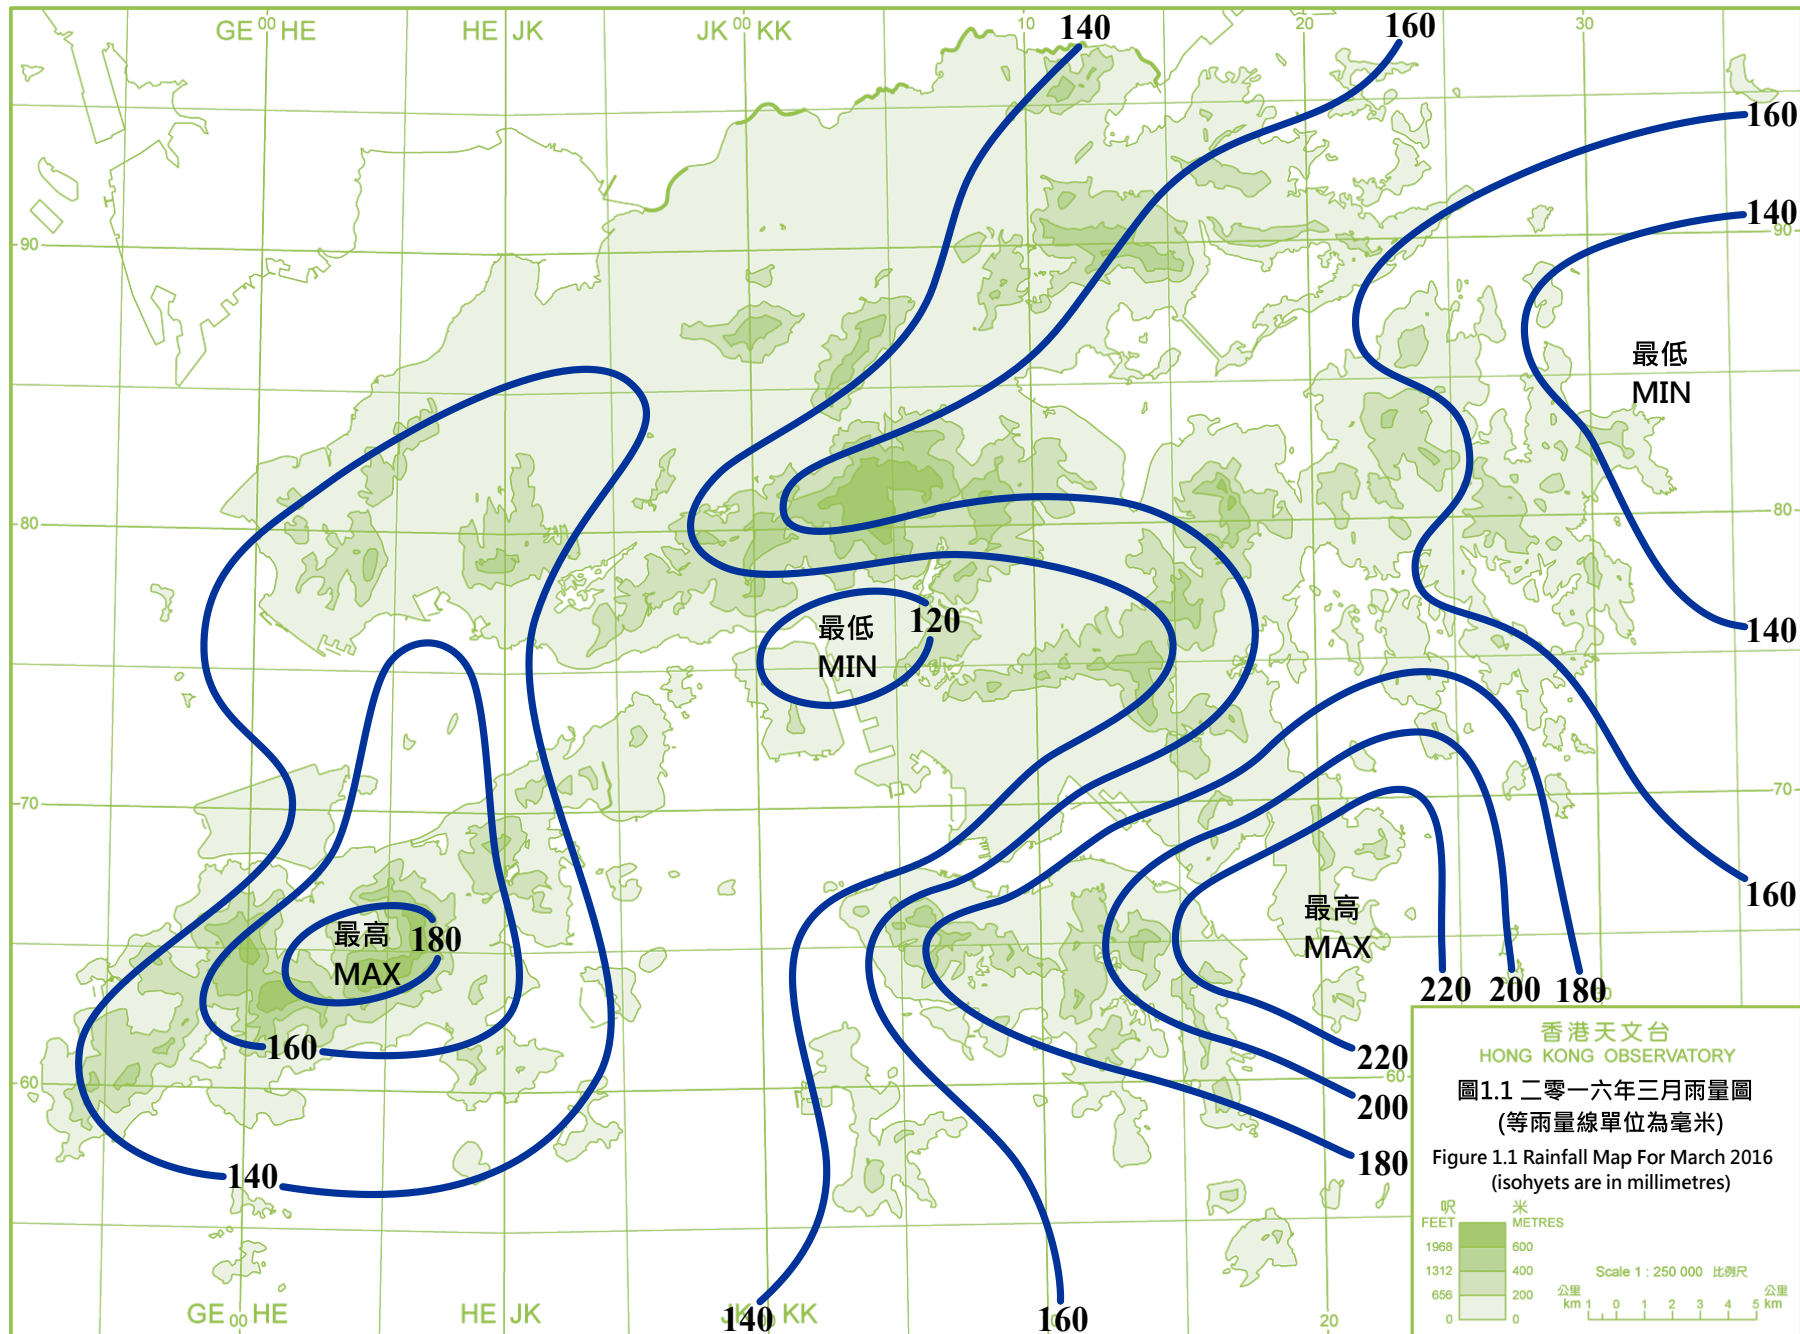 GE 00 HE
HE JK
JK 00 KK
10
140
20
160
30
160
140
90
90
最低
MIN
80
80
最低
MIN
120
140
70
70
160
最高
MAX
180
最高
MAX
220
200
180
30
160
220
60
60
200
180
140
香港天文台
HONG KONG OBSERVATORY
圖1.1 二零一六年三月雨量圖
(等雨量線單位為毫米)
Figure 1.1 Rainfall Map For March 2016
(isohyets are in millimetres)
呎 米
FEET METRES
1968 600
1312 400
656 200
0 0
Scale 1 : 250 000 比例尺
公里 公里
km 1 0 1 2 3 4 5 km
GE 00 HE
HE JK
JK KK
140
160
20